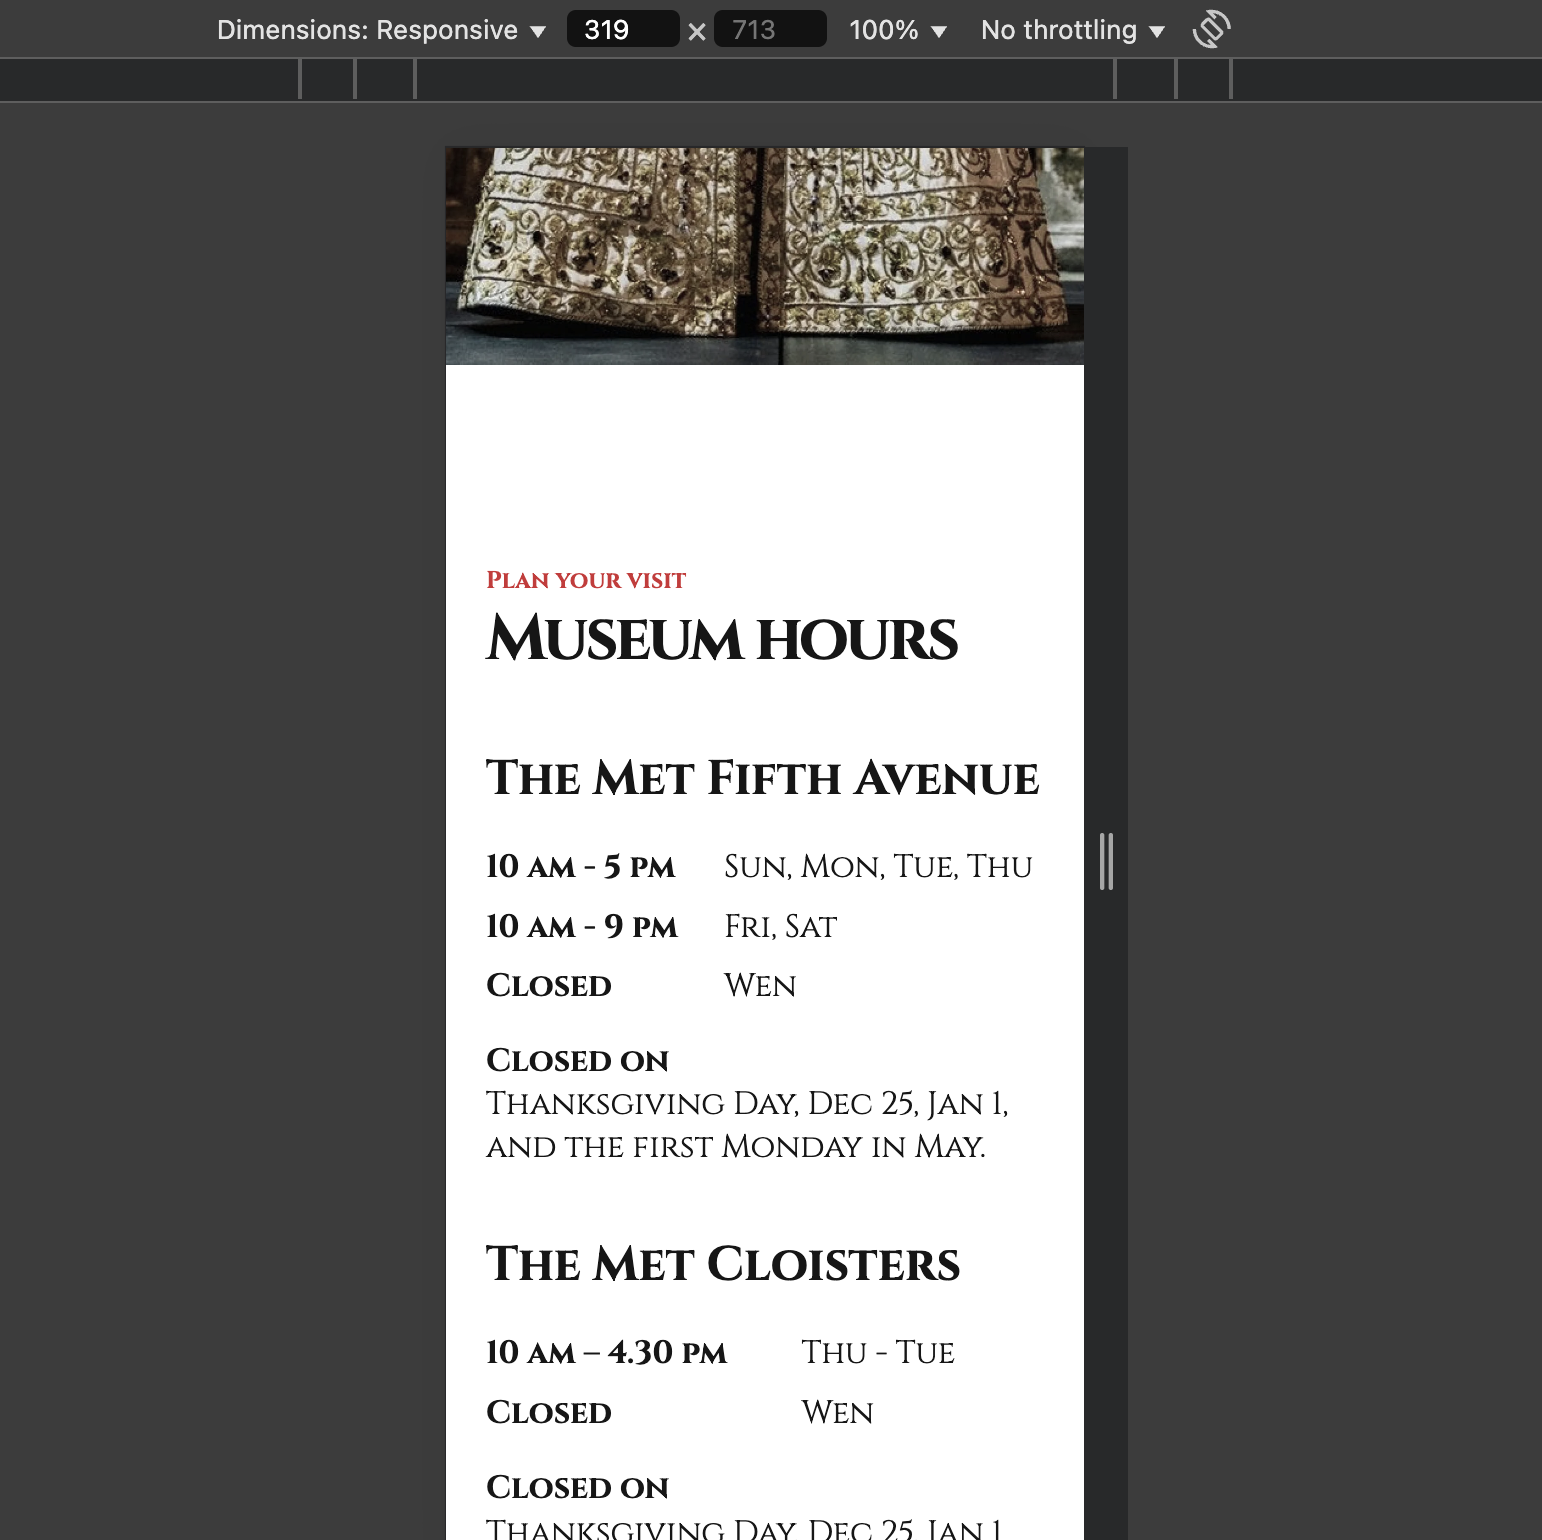 Dimensions: Responsive ▼ 319 × 713 100% ▼ No throttling ▼
Plan your visit
Museum hours
The Met Fifth Avenue
10 am - 5 pm Sun, Mon, Tue, Thu
10 am - 9 pm Fri, Sat
Closed Wen
Closed on
Thanksgiving Day, Dec 25, Jan 1,
and the first Monday in May.
The Met Cloisters
10 am – 4.30 pm Thu - Tue
Closed Wen
Closed on
Thanksgiving Day, Dec 25, Jan 1